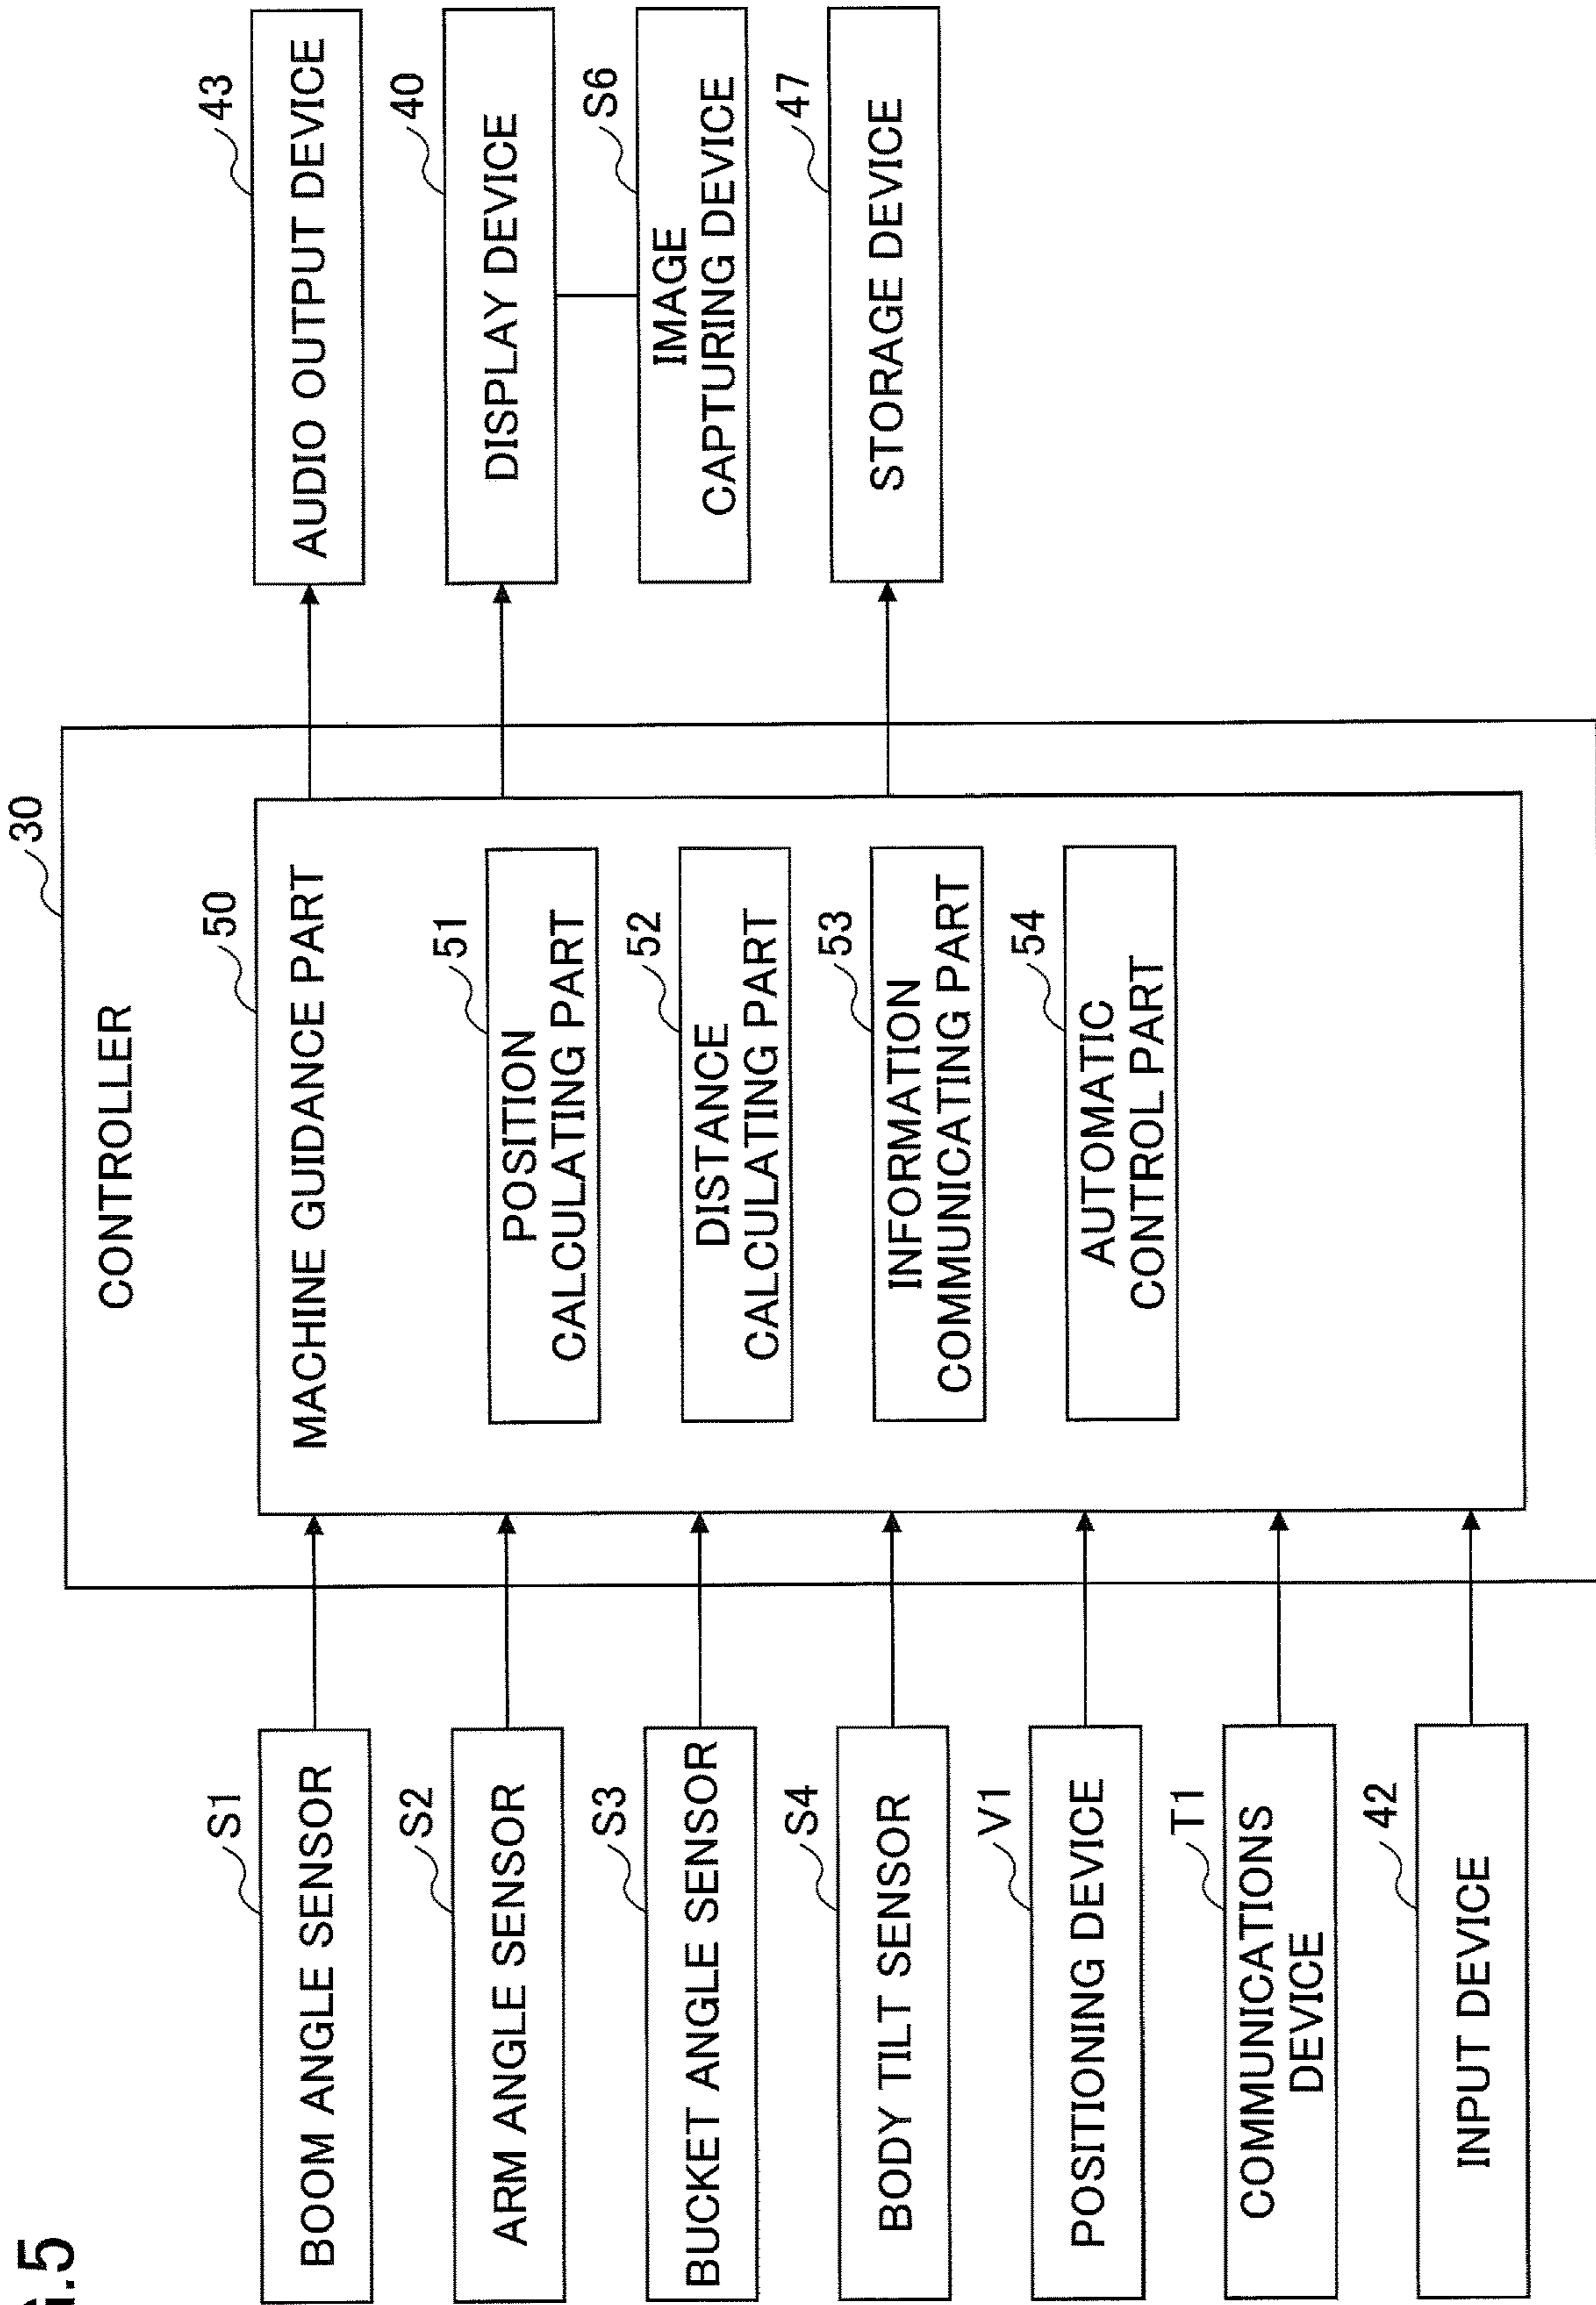 .5
BOOM ANGLE SENSOR
S1
ARM ANGLE SENSOR
S2
BUCKET ANGLE SENSOR
S3
BODY TILT SENSOR
S4
POSITIONING DEVICE
V1
COMMUNICATIONS
DEVICE
T1
INPUT DEVICE
42
CONTROLLER
30
MACHINE GUIDANCE PART
50
POSITION
CALCULATING PART
51
DISTANCE
CALCULATING PART
52
INFORMATION
COMMUNICATING PART
53
AUTOMATIC
CONTROL PART
54
AUDIO OUTPUT DEVICE
43
DISPLAY DEVICE
40
IMAGE
CAPTURING DEVICE
S6
STORAGE DEVICE
47